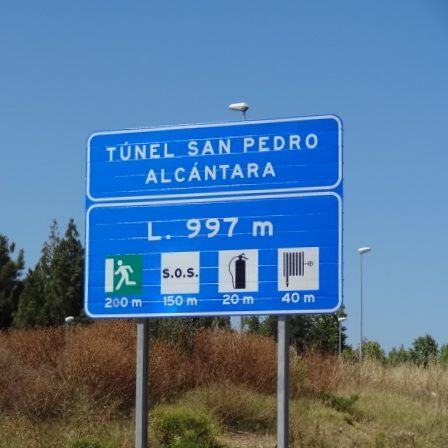 TÚNEL SAN PEDRO
ALCÁNTARA
L. 997 m
S.O.S.
200 m 150 m 20 m 40 m